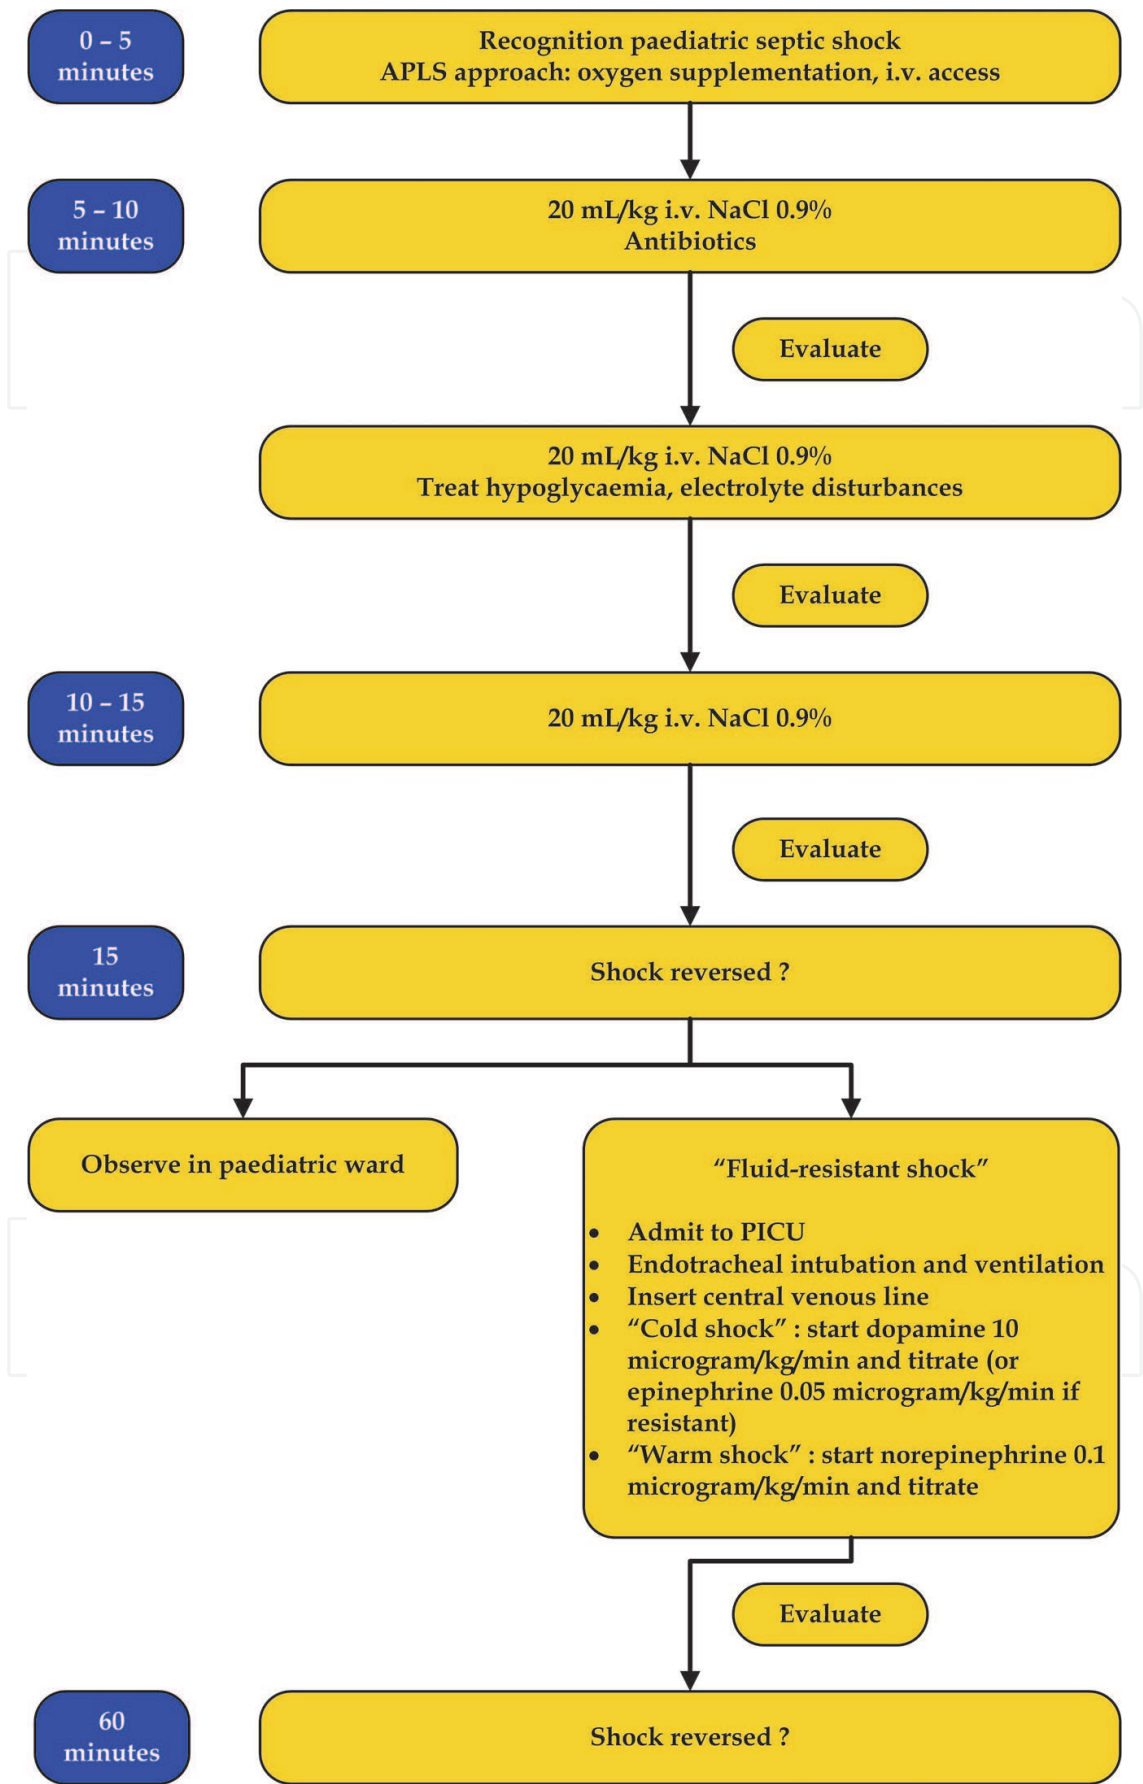 0 – 5
minutes
Recognition paediatric septic shock
APLS approach: oxygen supplementation, i.v. access
5 – 10
minutes
20 mL/kg i.v. NaCl 0.9%
Antibiotics
Evaluate
20 mL/kg i.v. NaCl 0.9%
Treat hypoglycaemia, electrolyte disturbances
Evaluate
10 – 15
minutes
20 mL/kg i.v. NaCl 0.9%
Evaluate
15
minutes
Shock reversed ?
Observe in paediatric ward
“Fluid-resistant shock”
• Admit to PICU
• Endotracheal intubation and ventilation
• Insert central venous line
• “Cold shock” : start dopamine 10
microgram/kg/min and titrate (or
epinephrine 0.05 microgram/kg/min if
resistant)
• “Warm shock” : start norepinephrine 0.1
microgram/kg/min and titrate
Evaluate
60
minutes
Shock reversed ?